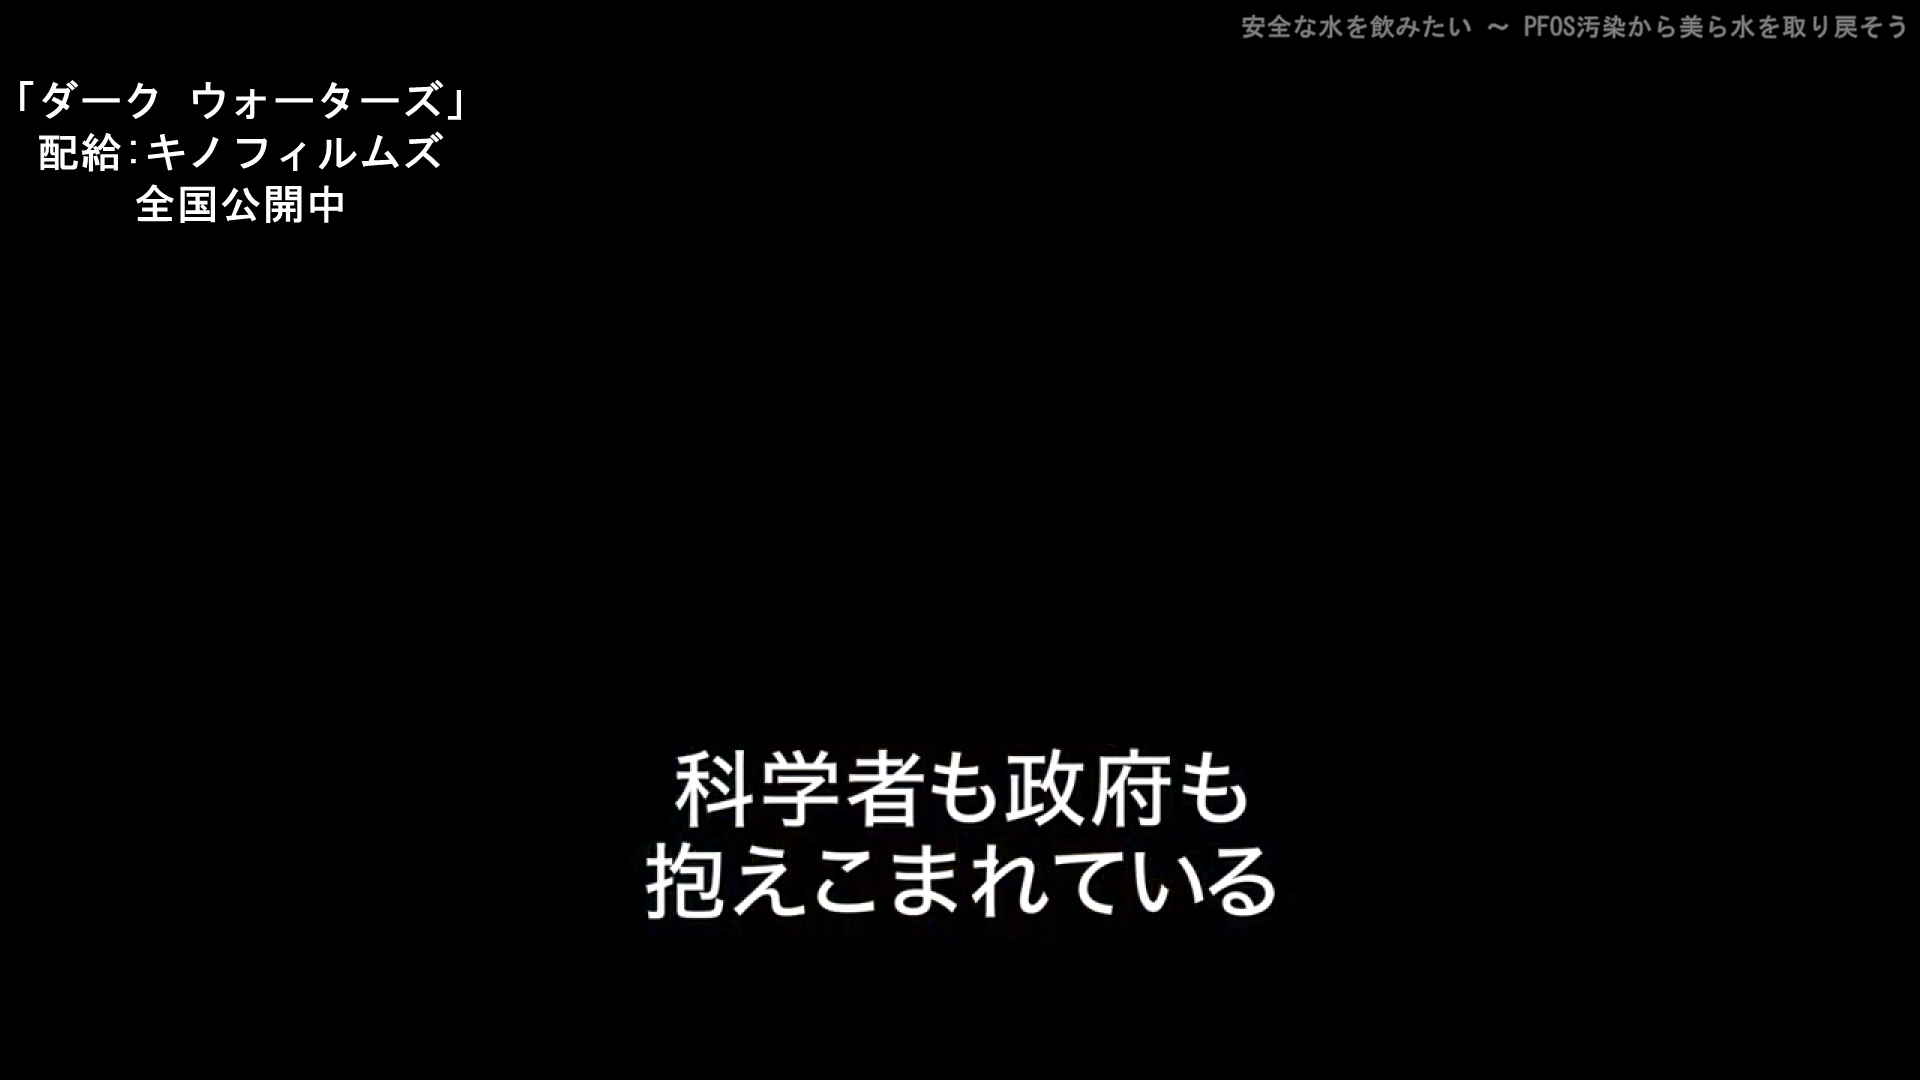 安全な水を飲みたい ～ PFOS汚染から美ら水を取り戻そう
「ダーク ウォーターズ」
配給:キノフィルムズ
全国公開中
科学者も政府も
抱えこまれている